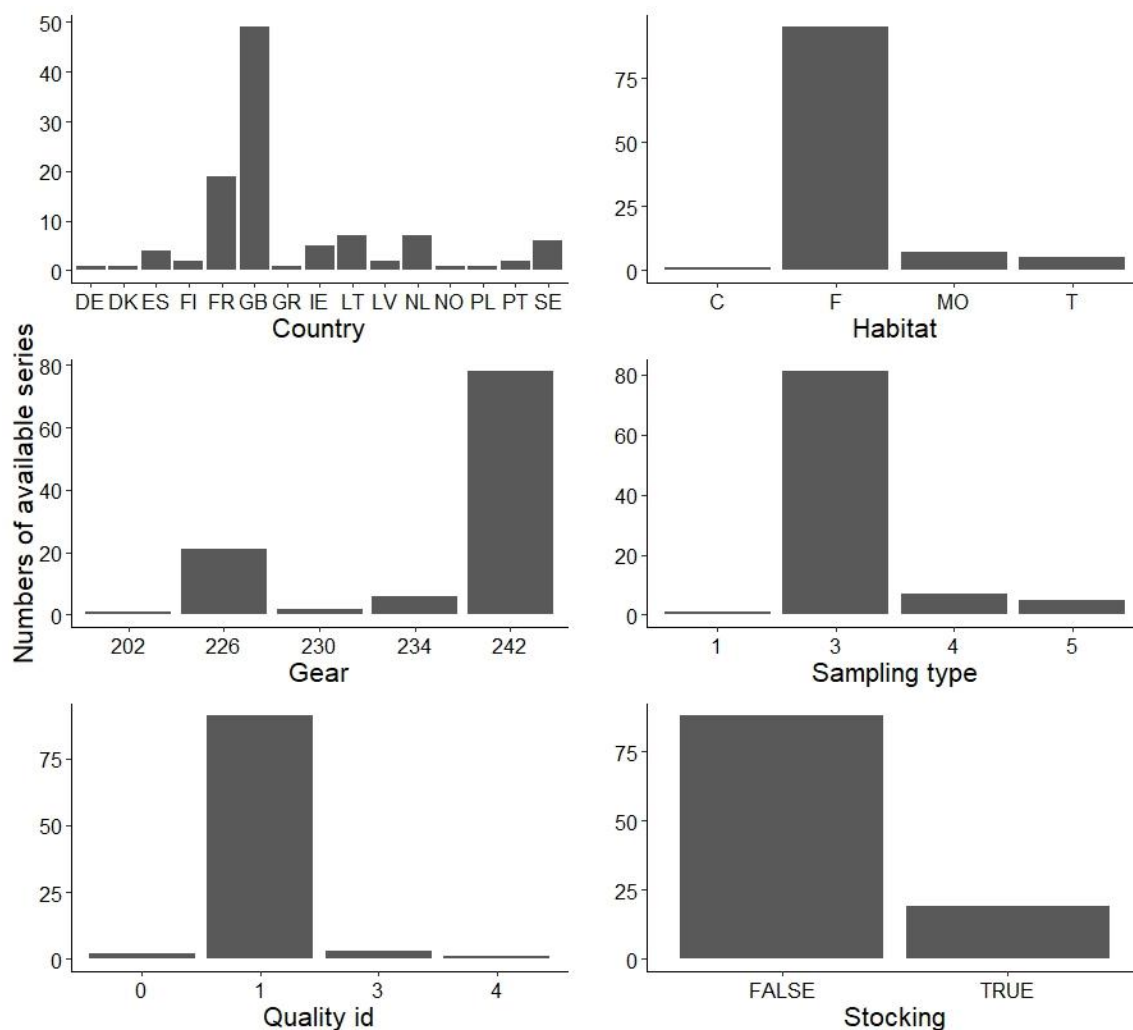 Numbers of available series
50
40
30
20
10
0
DE DK ES FI FR GB GR IE LT LV NL NO PL PT SE
Country
75
50
25
0
C F MO T
Habitat
80
60
40
20
0
202 226 230 234 242
Gear
80
60
40
20
0
1 3 4 5
Sampling type
75
50
25
0
0 1 3 4
Quality id
75
50
25
0
FALSE TRUE
Stocking